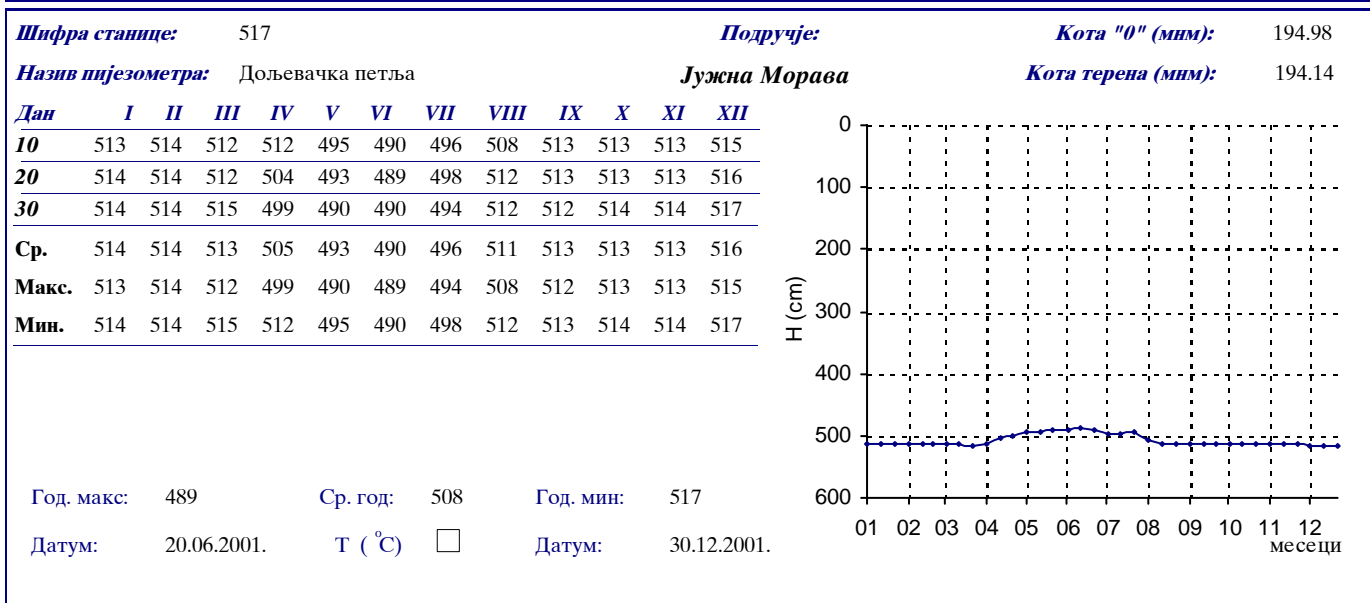 Шифра станице: 517 Подручје: Кота "0" (мнм): 194.98
Назив пијезометра: Дољевачка петља Јужна Морава Кота терена (мнм): 194.14
Дан I II III IV V VI VII VIII IX X XI XII
10 513 514 512 512 495 490 496 508 513 513 513 515
20 514 514 512 504 493 489 498 512 513 513 513 516
30 514 514 515 499 490 490 494 512 512 514 514 517
Ср. 514 514 513 505 493 490 496 511 513 513 513 516
Макс. 513 514 512 499 490 489 494 508 512 513 513 515
Мин. 514 514 515 512 495 490 498 512 513 514 514 517
0
100
200
300
400
500
600
H (cm)
01 02 03 04 05 06 07 08 09 10 11 12
месеци
Год. макс: 489 Ср. год: 508 Год. мин: 517
Датум: 20.06.2001. Т ( °C) Датум: 30.12.2001.